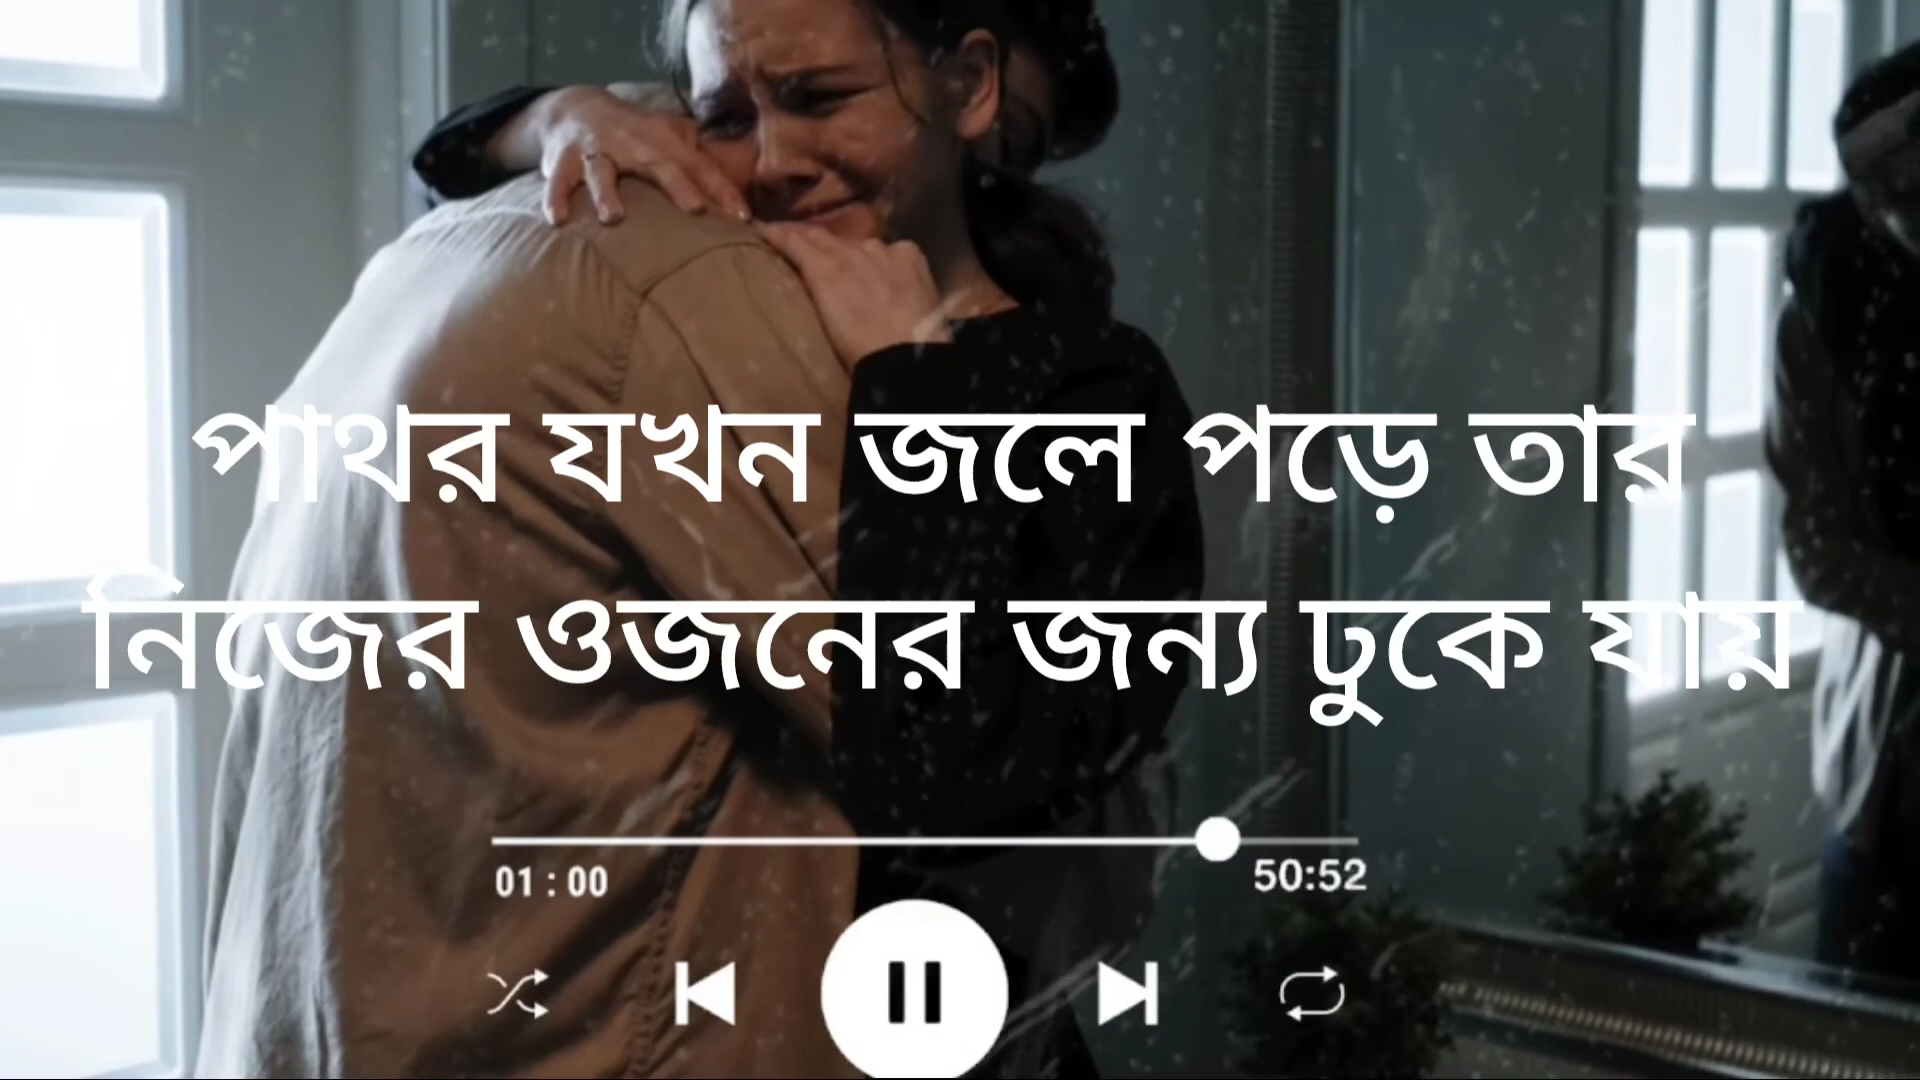 পাথর যখন জলে পড়ে তার
নিজের ওজনের জন্য ঢুকে যায়
01 : 00
50:52